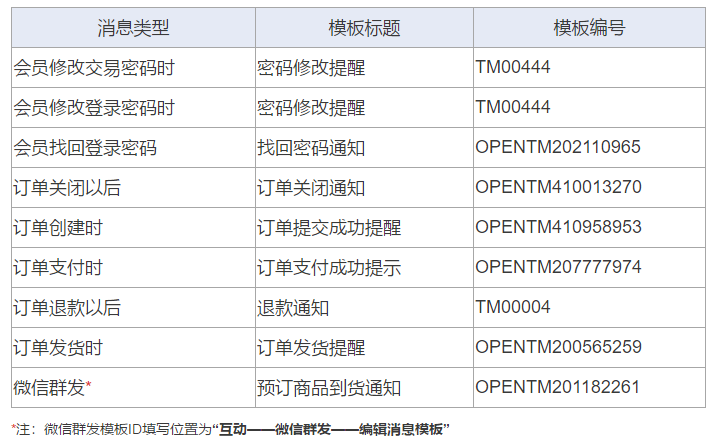 消息类型 模板标题 模板编号
会员修改交易密码时 密码修改提醒 TM00444
会员修改登录密码时 密码修改提醒 TM00444
会员找回登录密码 找回密码通知 OPENTM202110965
订单关闭以后 订单关闭通知 OPENTM410013270
订单创建时 订单提交成功提醒 OPENTM410958953
订单支付时 订单支付成功提示 OPENTM207777974
订单退款以后 退款通知 TM00004
订单发货时 订单发货提醒 OPENTM200565259
微信群发* 预订商品到货通知 OPENTM201182261
*注：微信群发模板ID填写位置为“互动——微信群发——编辑消息模板”